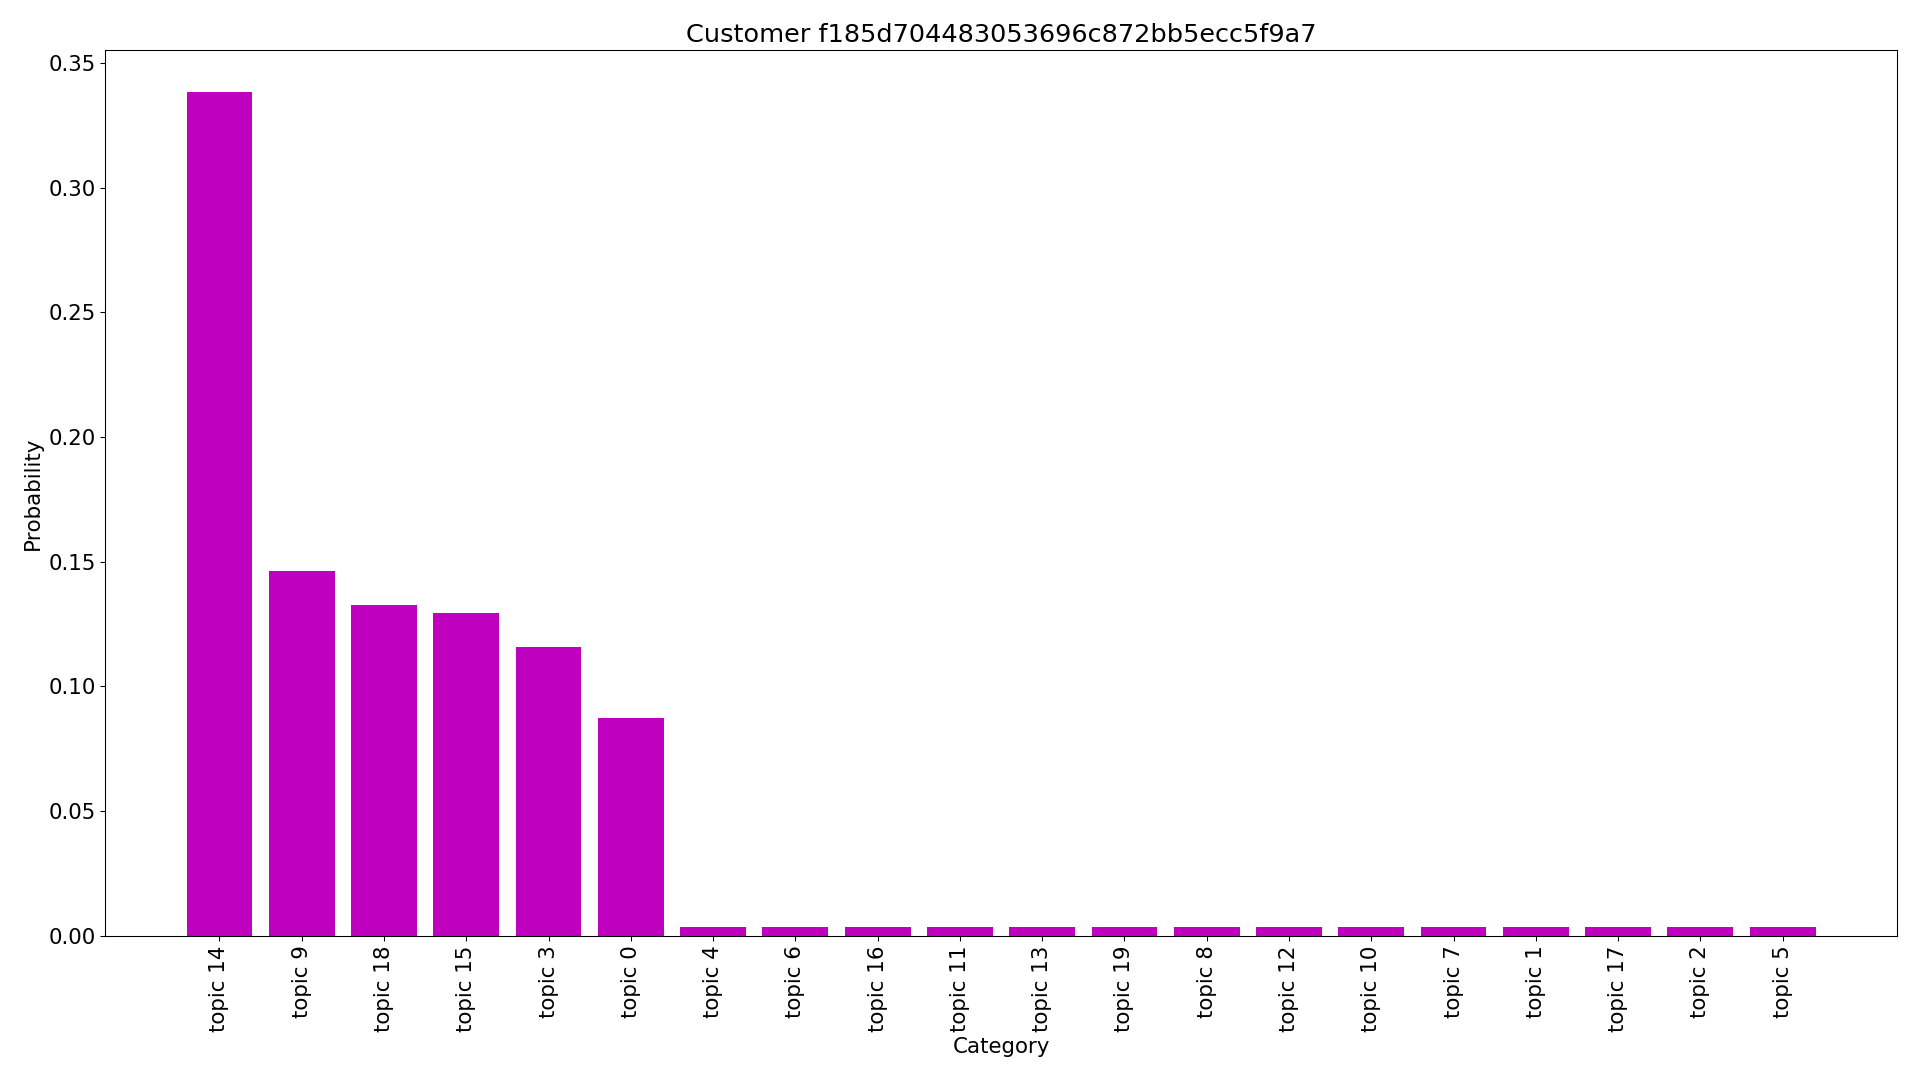 Customer f185d704483053696c872bb5ecc5f9a7
0.35
0.30
0.25
0.20
0.15
0.10
0.05
0.00
Probability
topic 14
topic 9
topic 18
topic 15
topic 3
topic 0
topic 4
topic 6
topic 16
topic 11
topic 13
topic 19
topic 8
topic 12
topic 10
topic 7
topic 1
topic 17
topic 2
topic 5
Category